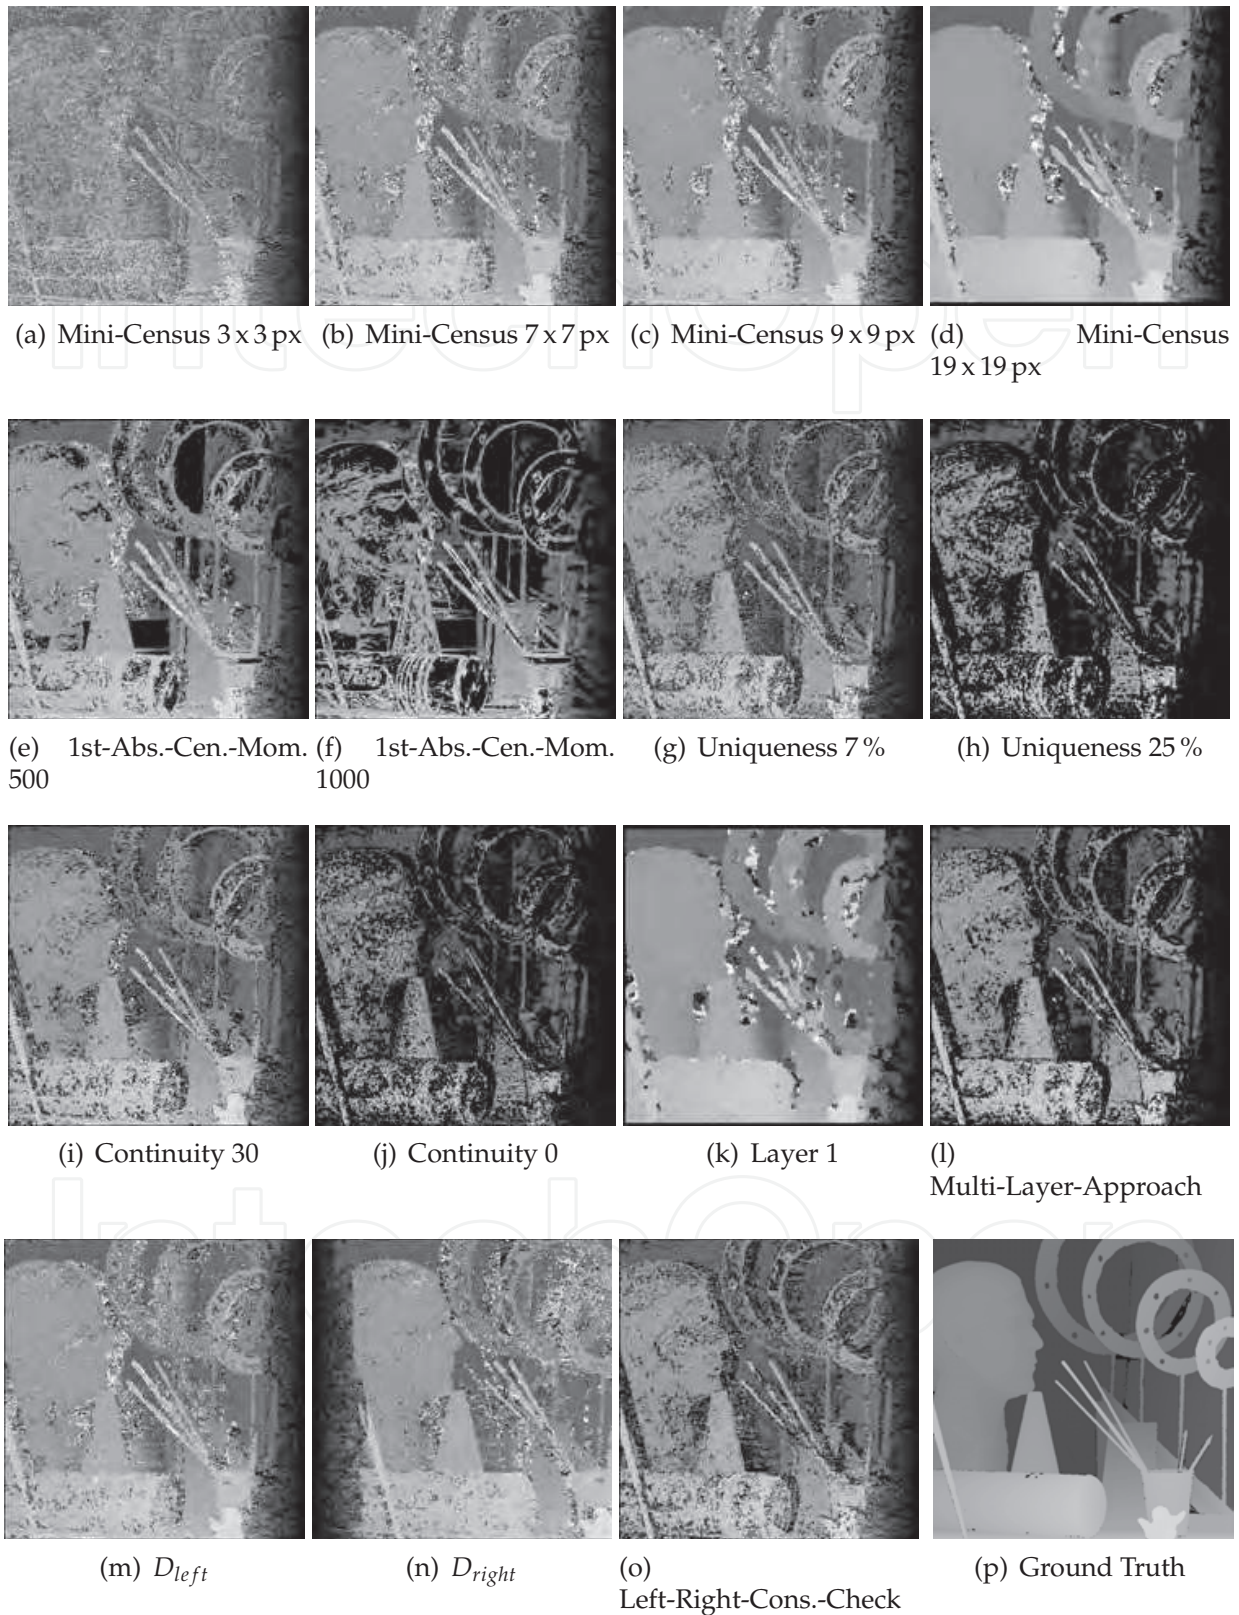 (a) Mini-Census 3 x 3 px
(b) Mini-Census 7 x 7 px
(c) Mini-Census 9 x 9 px
(d) Mini-Census
19 x 19 px
(e) 1st-Abs.-Cen.-Mom.
500
(f) 1st-Abs.-Cen.-Mom.
1000
(g) Uniqueness 7 %
(h) Uniqueness 25 %
(i) Continuity 30
(j) Continuity 0
(k) Layer 1
(l)
Multi-Layer-Approach
(m) D_left
(n) D_right
(o)
Left-Right-Cons.-Check
(p) Ground Truth
IntechOpen
IntechOpen